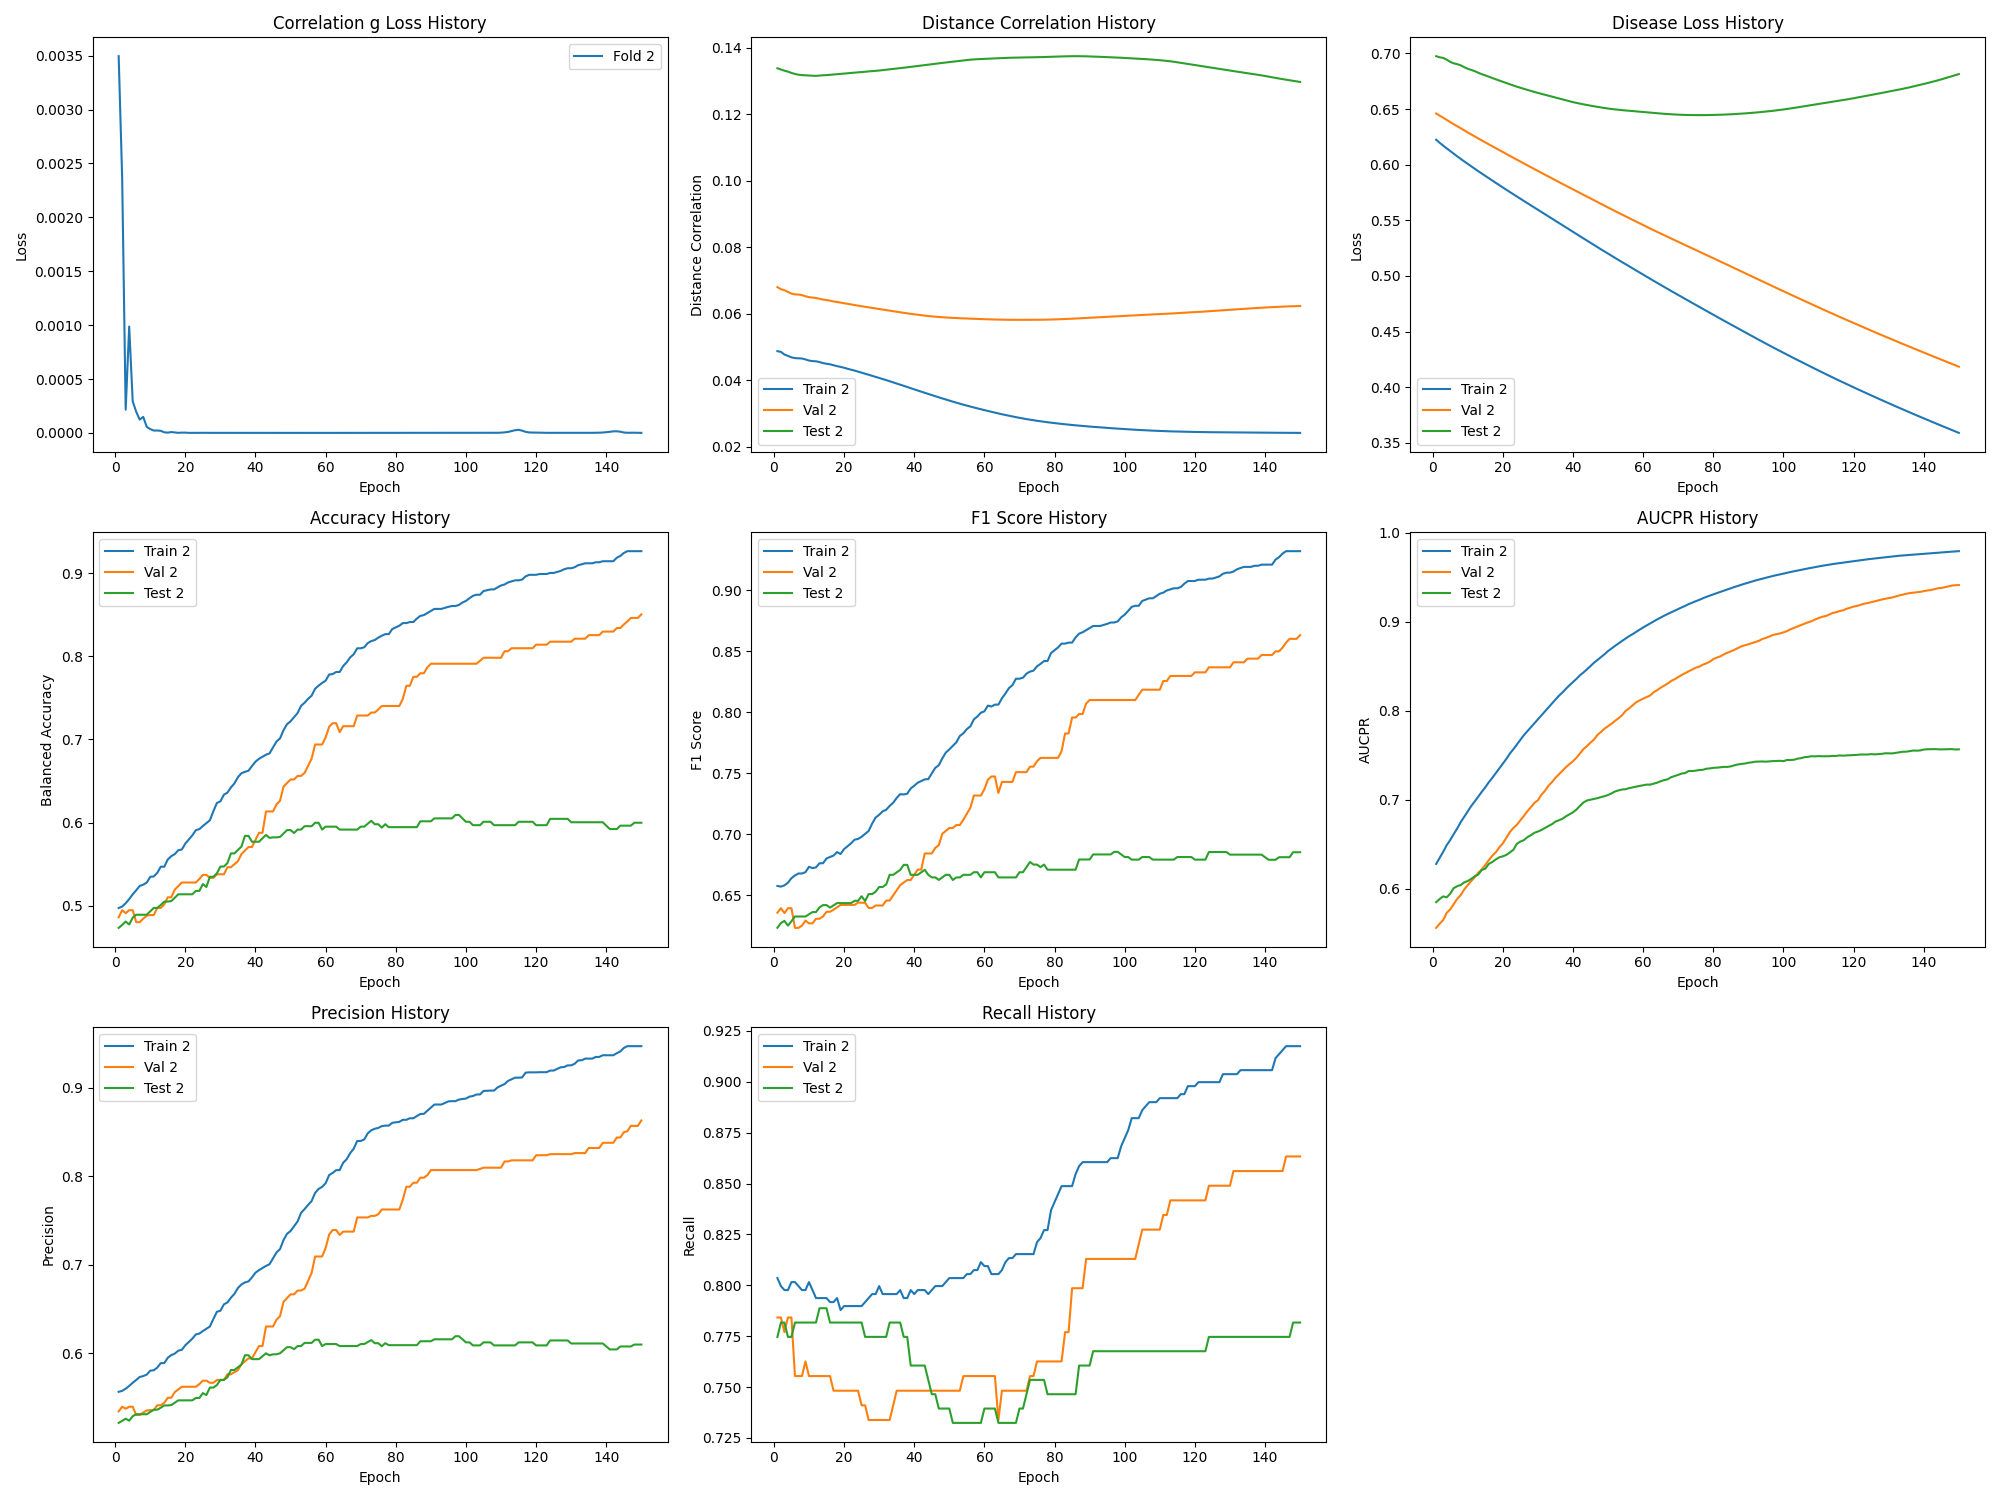 Correlation g Loss History
Loss
0.0035
0.0030
0.0025
0.0020
0.0015
0.0010
0.0005
0.0000
Fold 2
0 20 40 60 80 100 120 140
Epoch
Distance Correlation History
Distance Correlation
0.14
0.12
0.10
0.08
0.06
0.04
0.02
Train 2
Val 2
Test 2
0 20 40 60 80 100 120 140
Epoch
Disease Loss History
Loss
0.70
0.65
0.60
0.55
0.50
0.45
0.40
0.35
Train 2
Val 2
Test 2
0 20 40 60 80 100 120 140
Epoch
Accuracy History
Balanced Accuracy
0.9
0.8
0.7
0.6
0.5
Train 2
Val 2
Test 2
0 20 40 60 80 100 120 140
Epoch
F1 Score History
F1 Score
0.90
0.85
0.80
0.75
0.70
0.65
Train 2
Val 2
Test 2
0 20 40 60 80 100 120 140
Epoch
AUCPR History
AUCPR
1.0
0.9
0.8
0.7
0.6
Train 2
Val 2
Test 2
0 20 40 60 80 100 120 140
Epoch
Precision History
Precision
0.9
0.8
0.7
0.6
Train 2
Val 2
Test 2
0 20 40 60 80 100 120 140
Epoch
Recall History
Recall
0.925
0.900
0.875
0.850
0.825
0.800
0.775
0.750
0.725
Train 2
Val 2
Test 2
0 20 40 60 80 100 120 140
Epoch